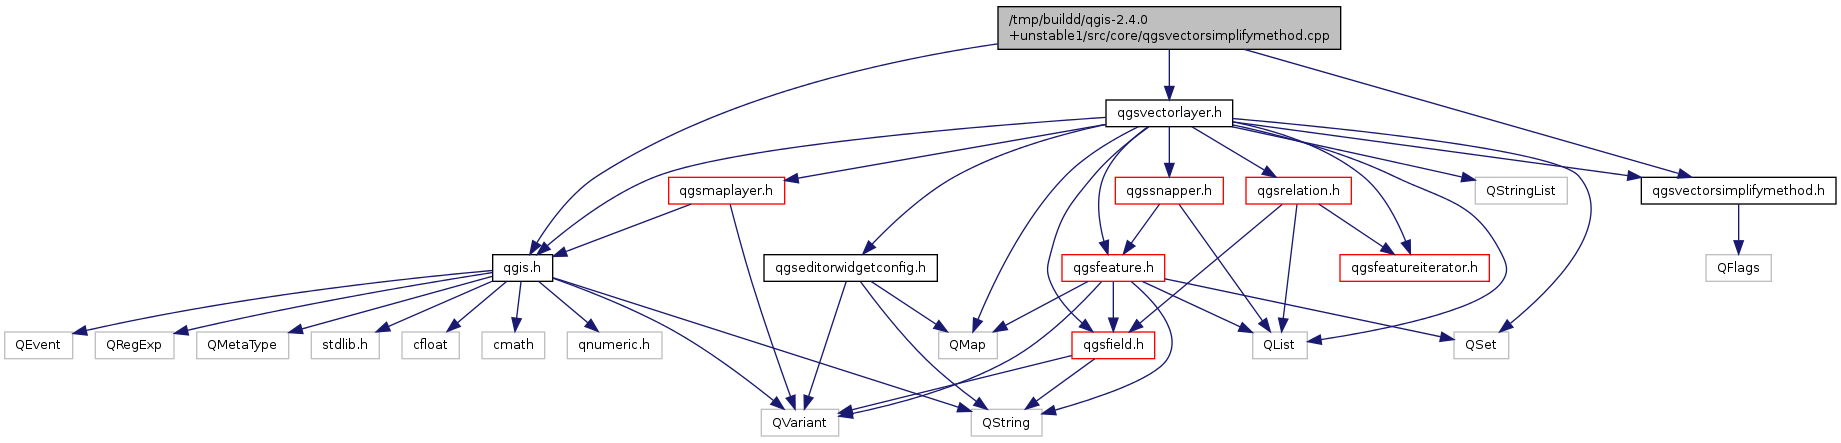 /tmp/buildd/qgis-2.4.0
+unstable1/src/core/qgsvectorsimplifymethod.cpp
qgsvectorlayer.h
qgsmaplayer.h
qgssnapper.h
qgsrelation.h
QStringList
qgsvectorsimplifymethod.h
qgis.h
qgseditorwidgetconfig.h
qgsfeature.h
qgsfeatureiterator.h
QFlags
QEvent
QRegExp
QMetaType
stdlib.h
cfloat
cmath
qnumeric.h
QMap
qgsfield.h
QList
QSet
QVariant
QString